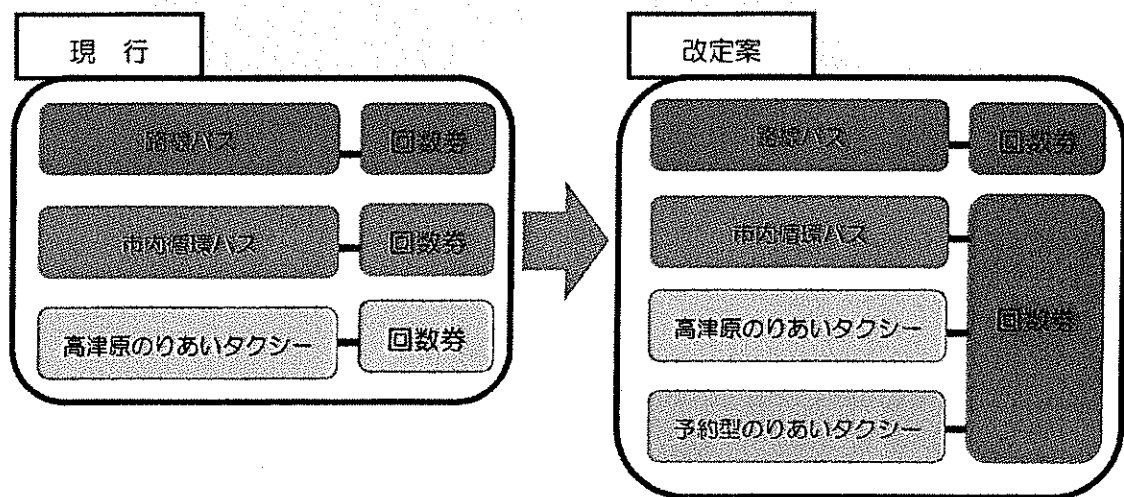 現 行
路線バス
回数券
市内循環バス
回数券
高津原のりあいタクシー
回数券
改定案
路線バス
回数券
市内循環バス
高津原のりあいタクシー
予約型のりあいタクシー
回数券